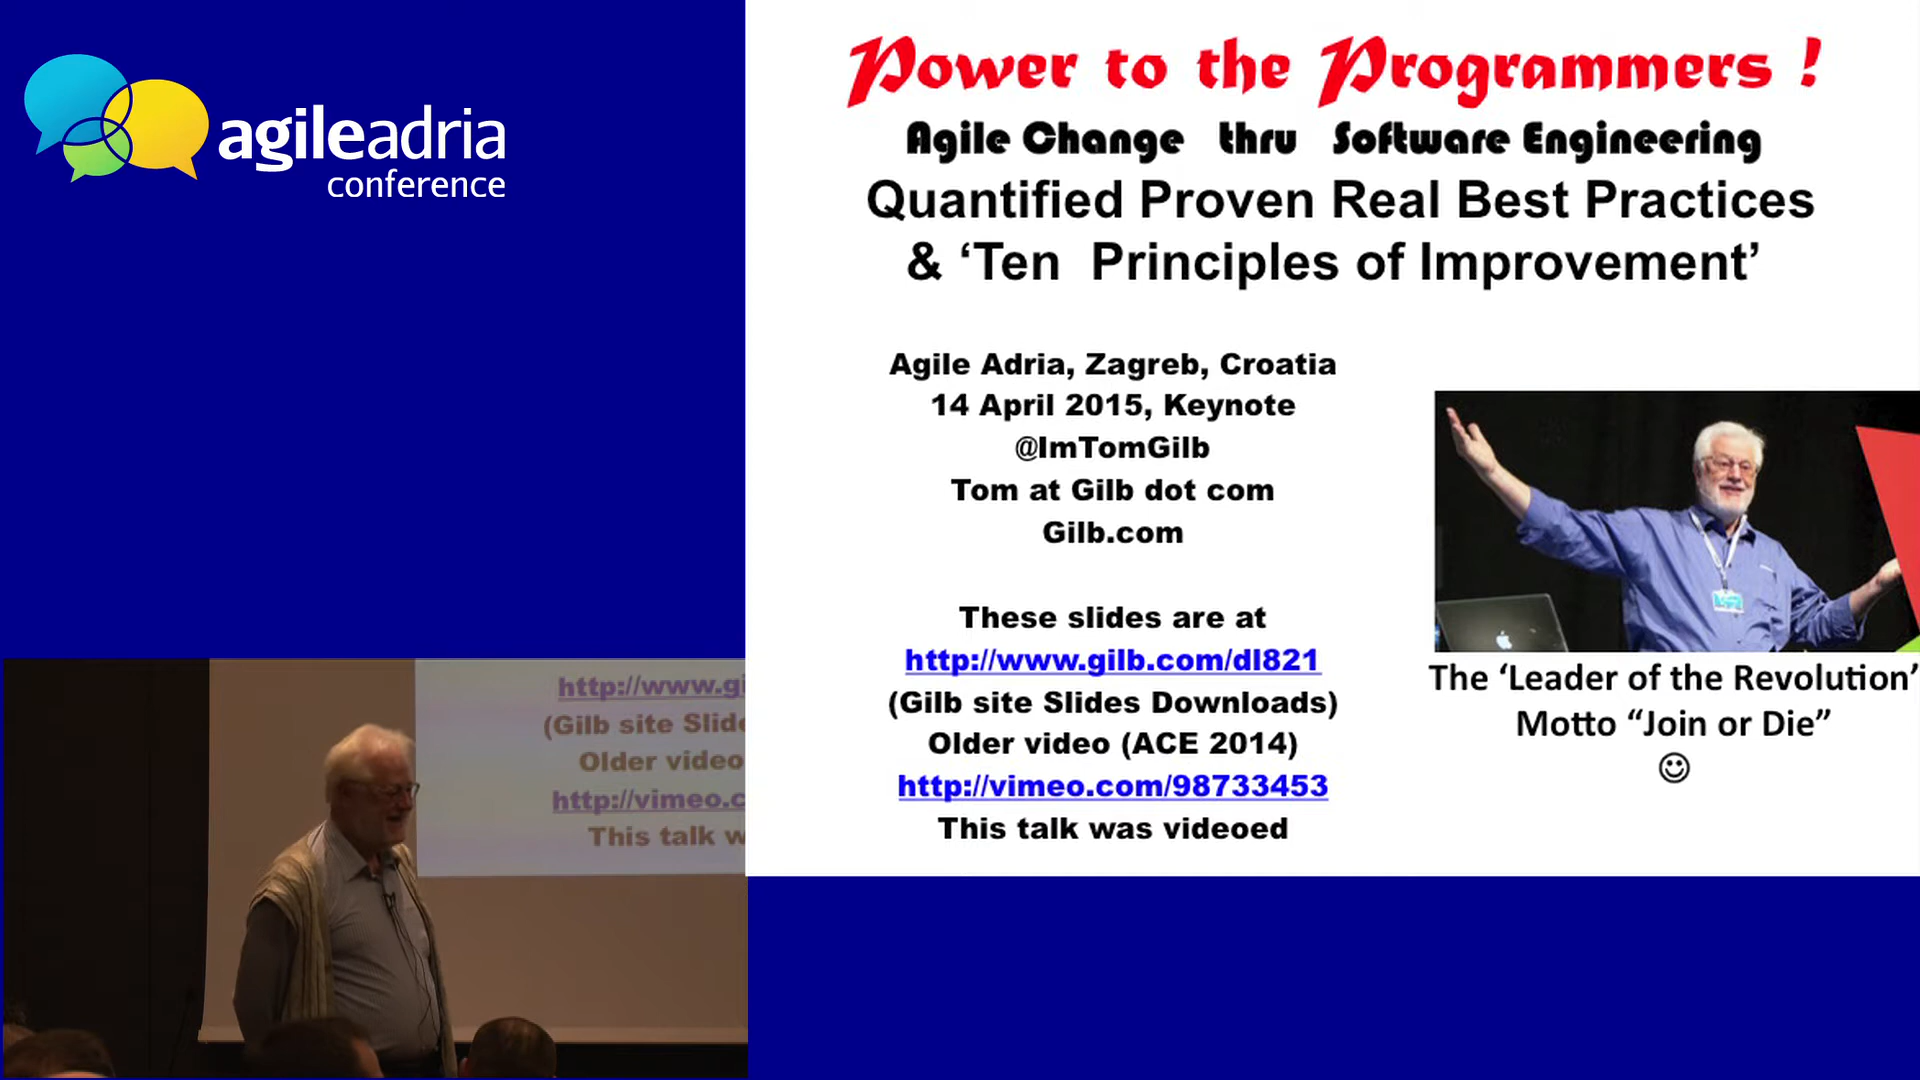 agileadria
conference
Power to the Programmers !
Agile Change thru Software Engineering
Quantified Proven Real Best Practices
& ‘Ten Principles of Improvement’
Agile Adria, Zagreb, Croatia
14 April 2015, Keynote
@ImTomGilb
Tom at Gilb dot com
Gilb.com
These slides are at
http://www.gilb.com/dl821
(Gilb site Slides Downloads)
Older video (ACE 2014)
http://vimeo.com/98733453
This talk was videoed
The ‘Leader of the Revolution’
Motto “Join or Die”
☺
http://www.gi
(Gilb site Slide
Older video
http://vimeo.c
This talk w